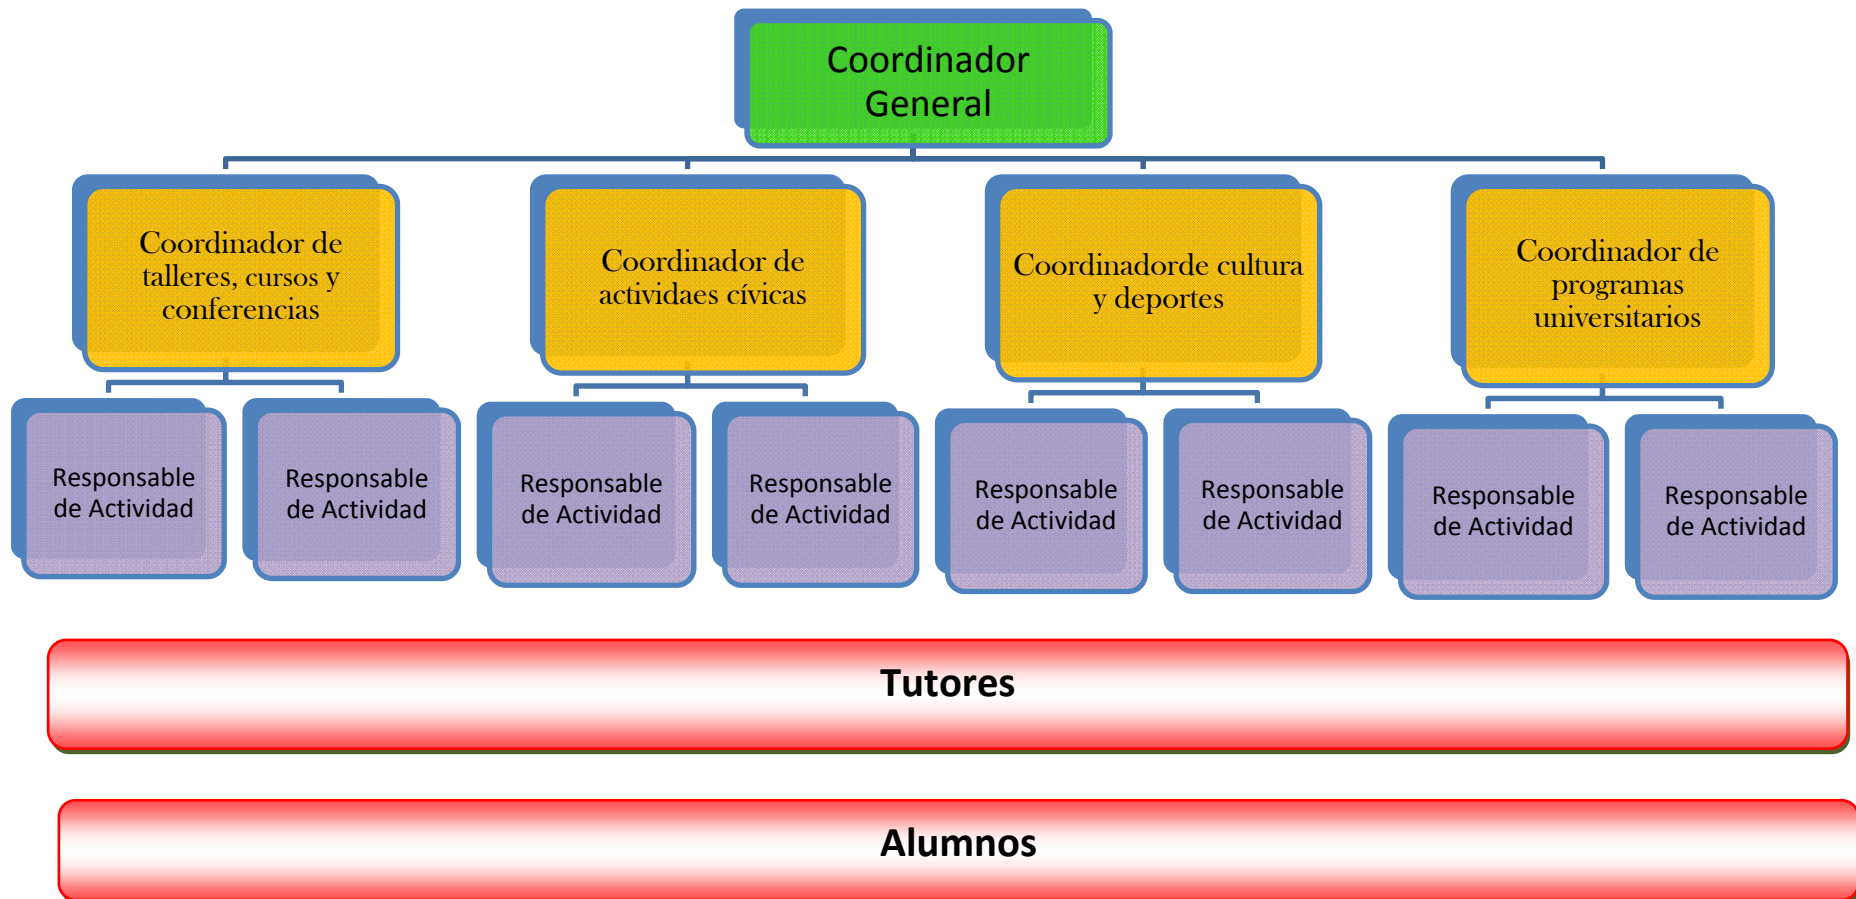 Coordinador
General
Coordinador de
talleres, cursos y
conferencias
Coordinador de
actividaes cívicas
Coordinadorde cultura
y deportes
Coordinador de
programas
universitarios
Responsable
de Actividad
Responsable
de Actividad
Responsable
de Actividad
Responsable
de Actividad
Responsable
de Actividad
Responsable
de Actividad
Responsable
de Actividad
Responsable
de Actividad
Tutores
Alumnos